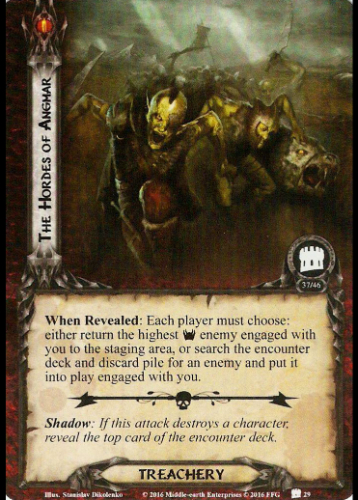 THE HORDES OF ANGMAR
37/46
When Revealed: Each player must choose:
either return the highest enemy engaged with
you to the staging area, or search the encounter
deck and discard pile for an enemy and put it
into play engaged with you.
Shadow: If this attack destroys a character,
reveal the top card of the encounter deck.
TREACHERY
Illus. Stanislav Dikolenko © 2016 Middle-earth Enterprises © 2016 FFG 29